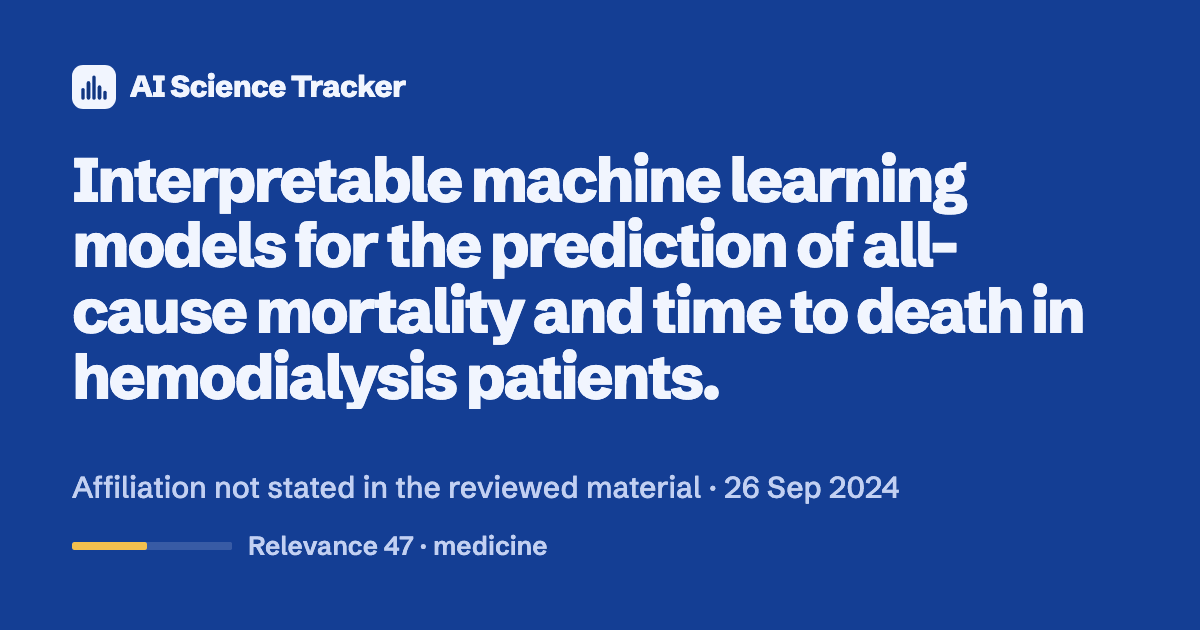 AI Science Tracker
Interpretable machine learning
models for the prediction of all-
cause mortality and time to death in
hemodialysis patients.
Affiliation not stated in the reviewed material · 26 Sep 2024
Relevance 47 · medicine